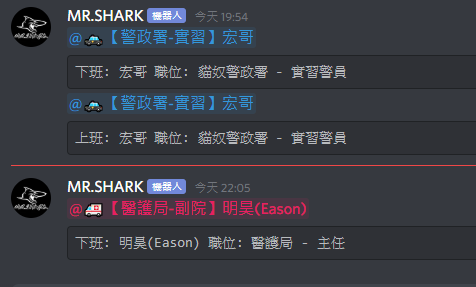 MR.SHARK 機器人 今天 19:54
@🚓【警政署-實習】宏哥
下班: 宏哥 職位: 貓奴警政署 - 實習警員
@🚓【警政署-實習】宏哥
上班: 宏哥 職位: 貓奴警政署 - 實習警員
MR.SHARK 機器人 今天 22:05
@🚑【醫護局-副院】明昊(Eason)
下班: 明昊(Eason) 職位: 醫護局 - 主任